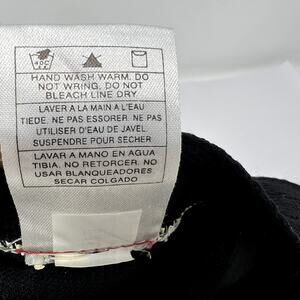 40C
HAND WASH WARM. DO
NOT WRING. DO NOT
BLEACH LINE DRY.
LAVER A LA MAIN A L'EAU
TIEDE. NE PAS ESSORER. NE PAS
UTILISER D'EAU DE JAVEL.
SUSPENDRE POUR SECHER
LAVAR A MANO EN AGUA
TIBIA. NO RETORCER. NO
USAR BLANQUEADORES.
SECAR COLGADO